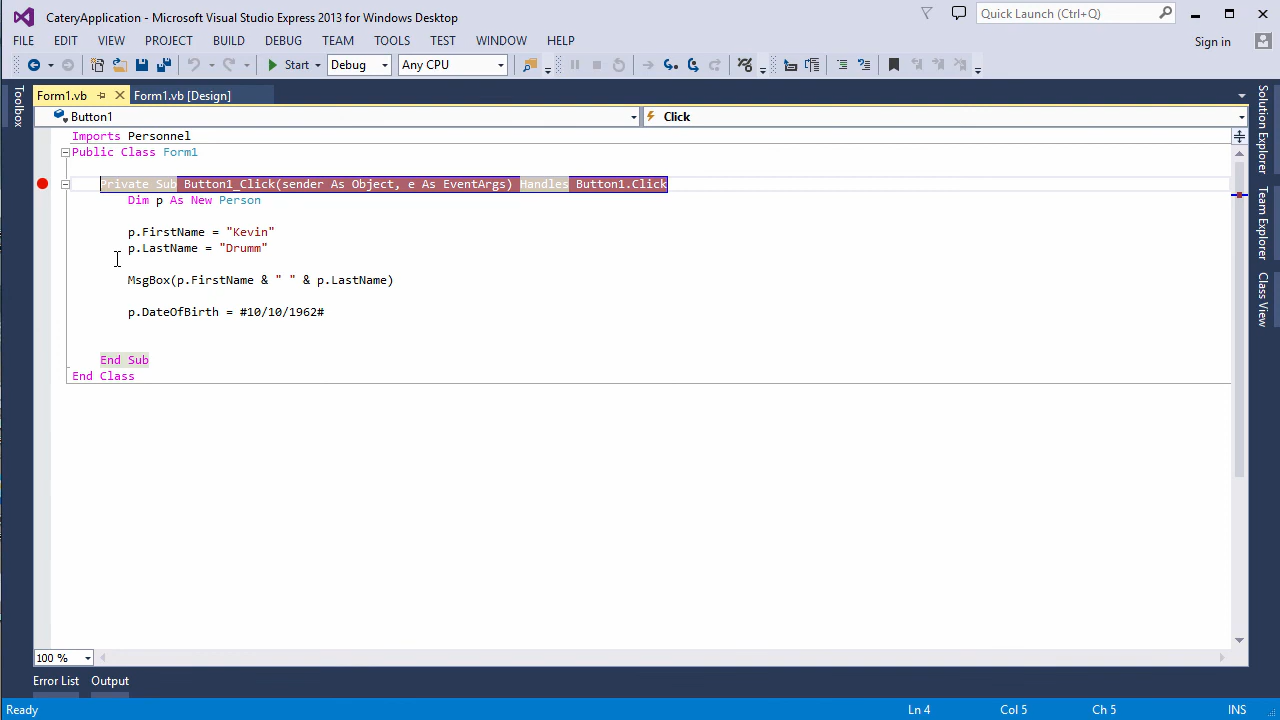 CateryApplication - Microsoft Visual Studio Express 2013 for Windows Desktop
Quick Launch (Ctrl+Q)
FILE EDIT VIEW PROJECT BUILD DEBUG TEAM TOOLS TEST WINDOW HELP
Sign in
Start Debug Any CPU
Form1.vb Form1.vb [Design]
Toolbox
Button1 Click
Imports Personnel
Public Class Form1
Private Sub Button1_Click(sender As Object, e As EventArgs) Handles Button1.Click
Dim p As New Person
p.FirstName = "Kevin"
p.LastName = "Drumm"
MsgBox(p.FirstName & " " & p.LastName)
p.DateOfBirth = #10/10/1962#
End Sub
End Class
Solution Explorer
Team Explorer
Class View
100 %
Error List Output
Ready Ln 4 Col 5 Ch 5 INS